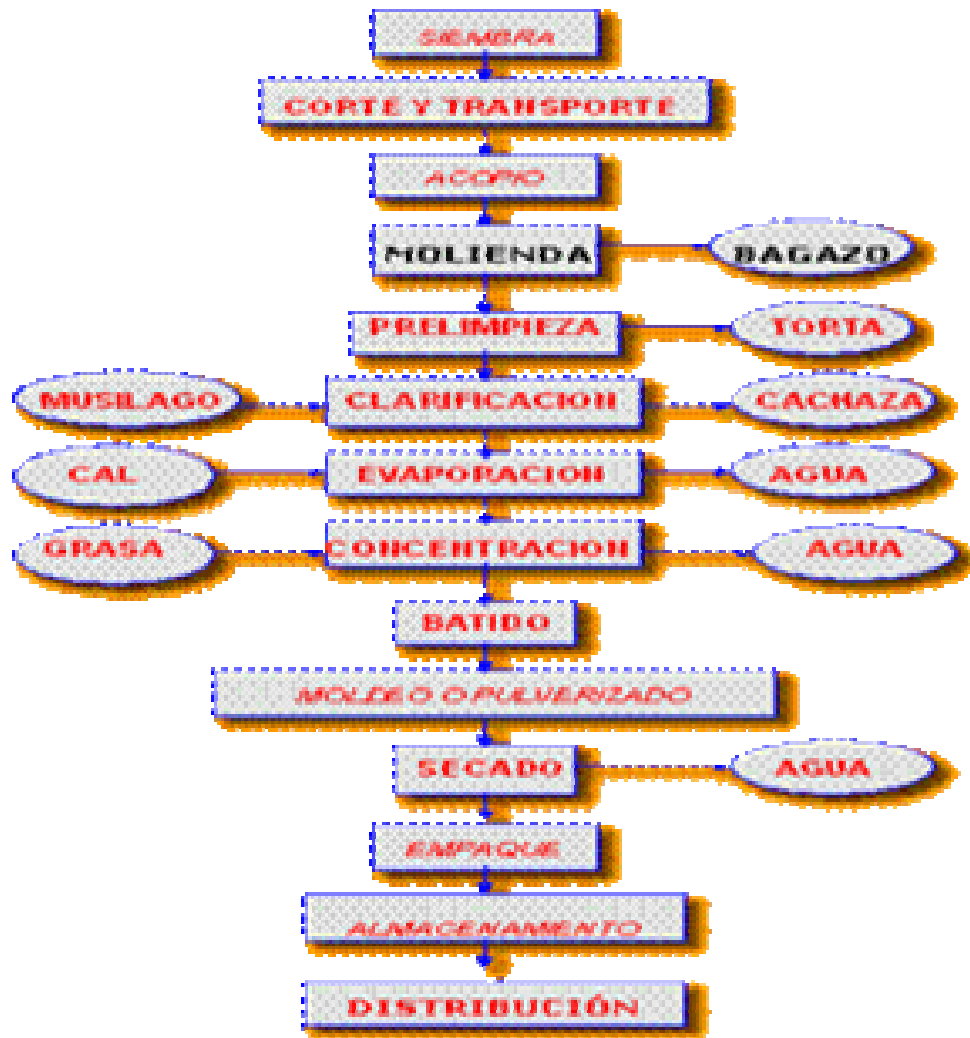 SIEMBRA
CORTE Y TRANSPORTE
ACOPIO
MOLIENDA
BAGAZO
PRELIMPIEZA
TORTA
MUSILAGO
CLARIFICACION
CACHAZA
CAL
EVAPORACION
AGUA
GRASA
CONCENTRACION
AGUA
BATIDO
MOLDEO O PULVERIZADO
SECADO
AGUA
EMPAQUE
ALMACENAMIENTO
DISTRIBUCIÓN